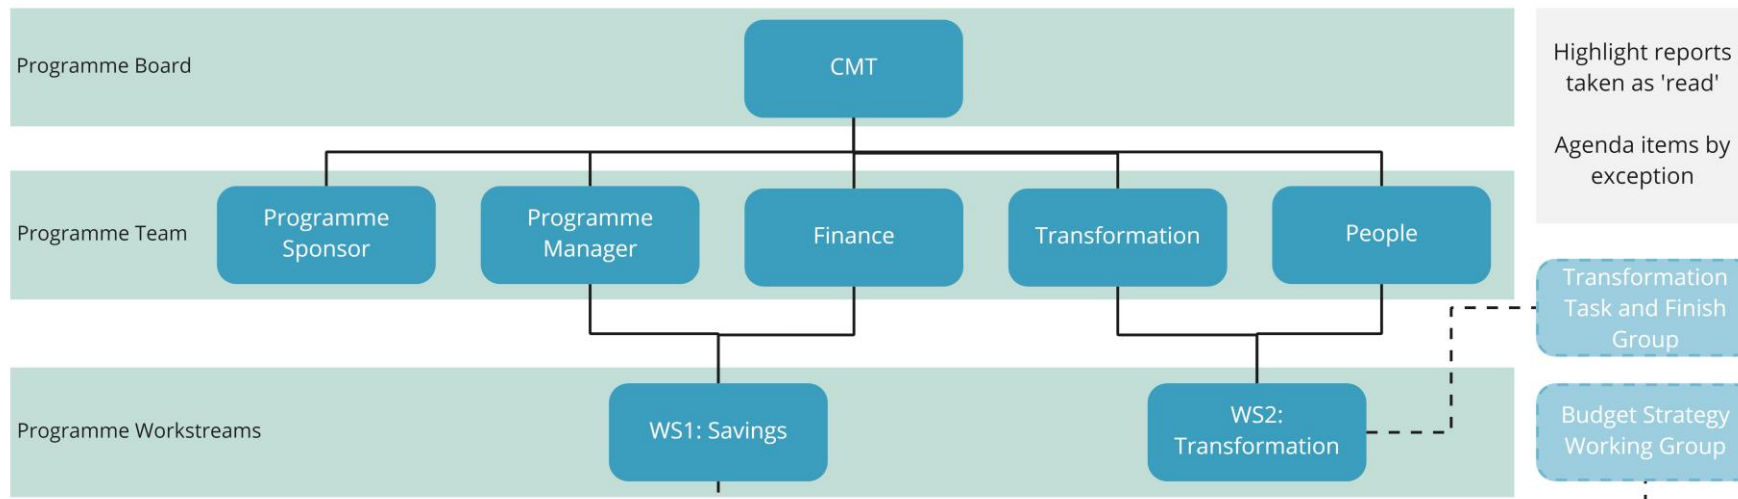 Programme Board
CMT
Highlight reports
taken as 'read'
Agenda items by
exception
Programme Team
Programme
Sponsor
Programme
Manager
Finance
Transformation
People
Transformation
Task and Finish
Group
Programme Workstreams
WS1: Savings
WS2:
Transformation
Budget Strategy
Working Group